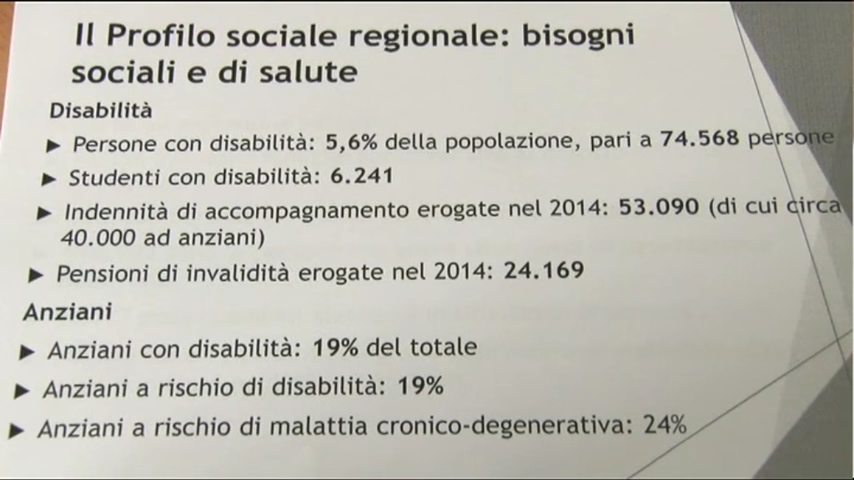 Il Profilo sociale regionale: bisogni
sociali e di salute
Disabilità
► Persone con disabilità: 5,6% della popolazione, pari a 74.568 persone
► Studenti con disabilità: 6.241
► Indennità di accompagnamento erogate nel 2014: 53.090 (di cui circa
40.000 ad anziani)
► Pensioni di invalidità erogate nel 2014: 24.169
Anziani
► Anziani con disabilità: 19% del totale
► Anziani a rischio di disabilità: 19%
► Anziani a rischio di malattia cronico-degenerativa: 24%